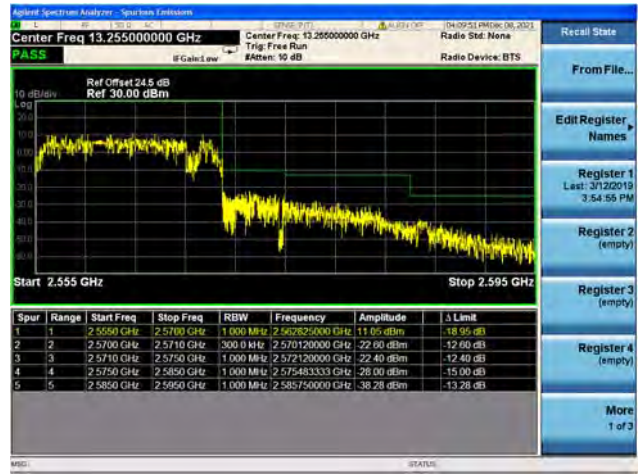 Agilent Spectrum Analyzer - Spurious Emissions
Center Freq 13.255000000 GHz
PASS
IFGain:Low
SENSE:INT
ALIGN OFF
04:09:51 PM Dec 08, 2021
Center Freq: 13.255000000 GHz
Trig: Free Run
#Atten: 10 dB
Radio Std: None
Radio Device: BTS
Ref Offset 24.5 dB
Ref 30.00 dBm
10 dB/div
Log
20.0
10.0
0.00
Start 2.555 GHz
Stop 2.595 GHz
Spur Range Start Freq Stop Freq RBW Frequency Amplitude Δ Limit
1 1 2.5550 GHz 2.5700 GHz 1.000 MHz 2.562825000 GHz 11.05 dBm -18.95 dB
2 2 2.5700 GHz 2.5710 GHz 300.0 kHz 2.570120000 GHz -22.60 dBm -12.60 dB
3 3 2.5710 GHz 2.5750 GHz 1.000 MHz 2.572120000 GHz -22.40 dBm -12.40 dB
4 4 2.5750 GHz 2.5850 GHz 1.000 MHz 2.575483333 GHz -28.00 dBm -15.00 dB
5 5 2.5850 GHz 2.5950 GHz 1.000 MHz 2.585750000 GHz -38.28 dBm -13.28 dB
MSG
STATUS
Recall State
From File...
Edit Register
Names
Register 1
Last: 3/12/2019
3:54:55 PM
Register 2
(empty)
Register 3
(empty)
Register 4
(empty)
More
1 of 3